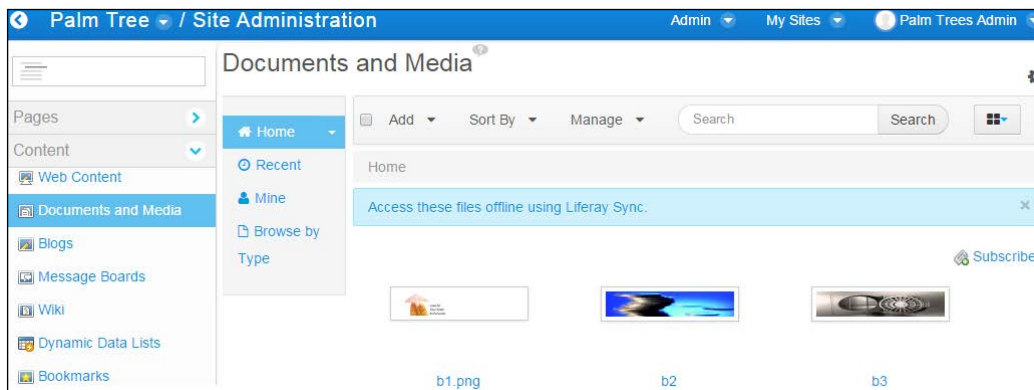 Palm Tree / Site Administration
Admin
My Sites
Palm Trees Admin
Pages
Content
Web Content
Documents and Media
Blogs
Message Boards
Wiki
Dynamic Data Lists
Bookmarks
Documents and Media
Home
Recent
Mine
Browse by
Type
Add
Sort By
Manage
Search
Search
Home
Access these files offline using Liferay Sync.
Subscribe
b1.png
b2
b3